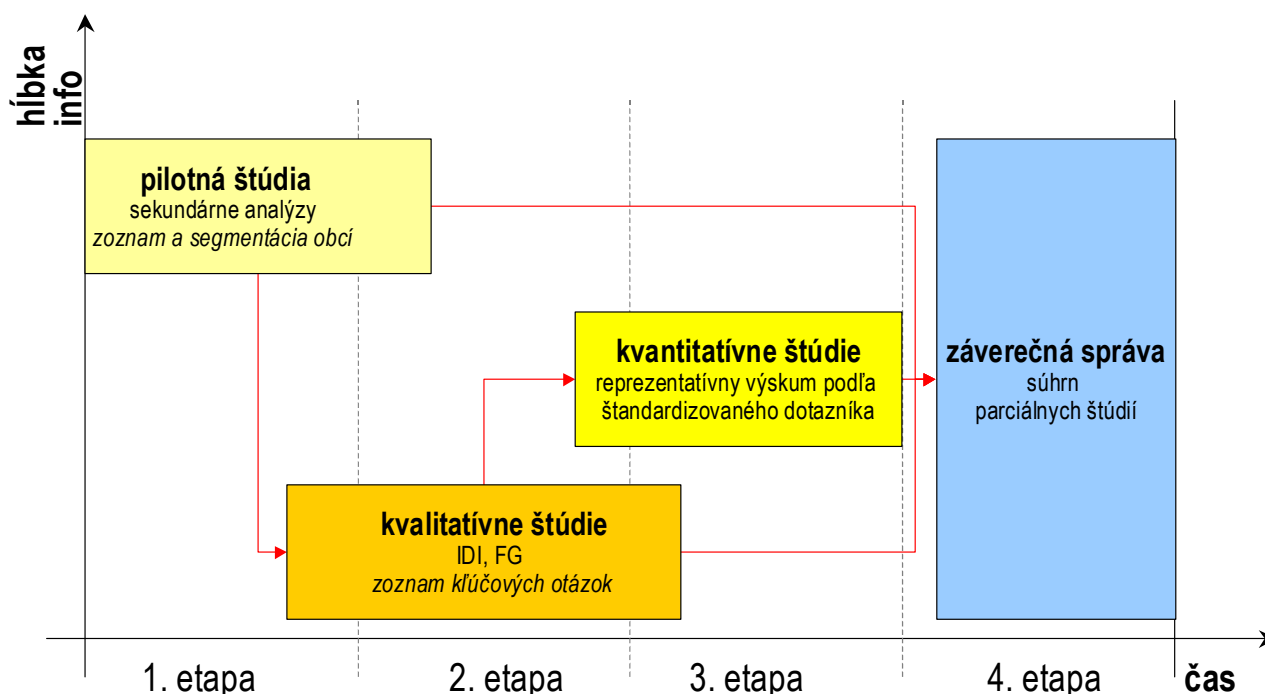 hĺbka
info
pilotná štúdia
sekundárne analýzy
zoznam a segmentácia obcí
kvantitatívne štúdie
reprezentatívny výskum podľa
štandardizovaného dotazníka
záverečná správa
súhrn
parciálnych štúdií
kvalitatívne štúdie
IDI, FG
zoznam kľúčových otázok
1. etapa
2. etapa
3. etapa
4. etapa
čas